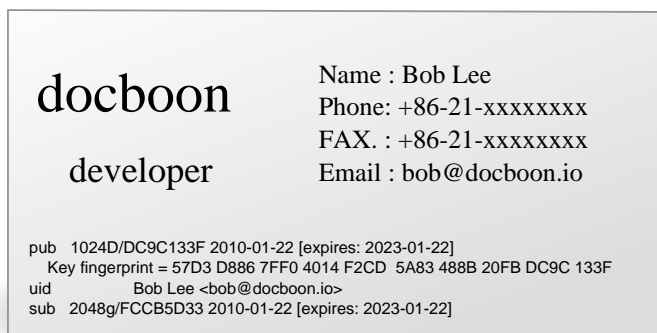 docboon
developer
Name : Bob Lee
Phone: +86-21-xxxxxxxx
FAX. : +86-21-xxxxxxxx
Email : bob@docboon.io
pub 1024D/DC9C133F 2010-01-22 [expires: 2023-01-22]
Key fingerprint = 57D3 D886 7FF0 4014 F2CD 5A83 488B 20FB DC9C 133F
uid Bob Lee <bob@docboon.io>
sub 2048g/FCCB5D33 2010-01-22 [expires: 2023-01-22]